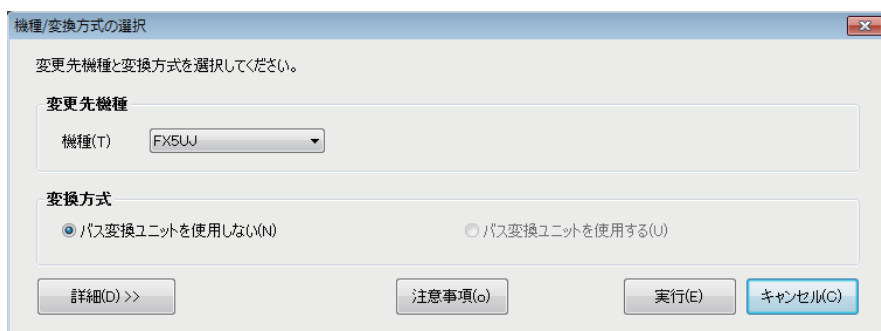 機種/変換方式の選択
変更先機種と変換方式を選択してください。
変更先機種
機種(T) FX5UJ
変換方式
バス変換ユニットを使用しない(N) バス変換ユニットを使用する(U)
詳細(D) >> 注意事項(o) 実行(E) キャンセル(C)